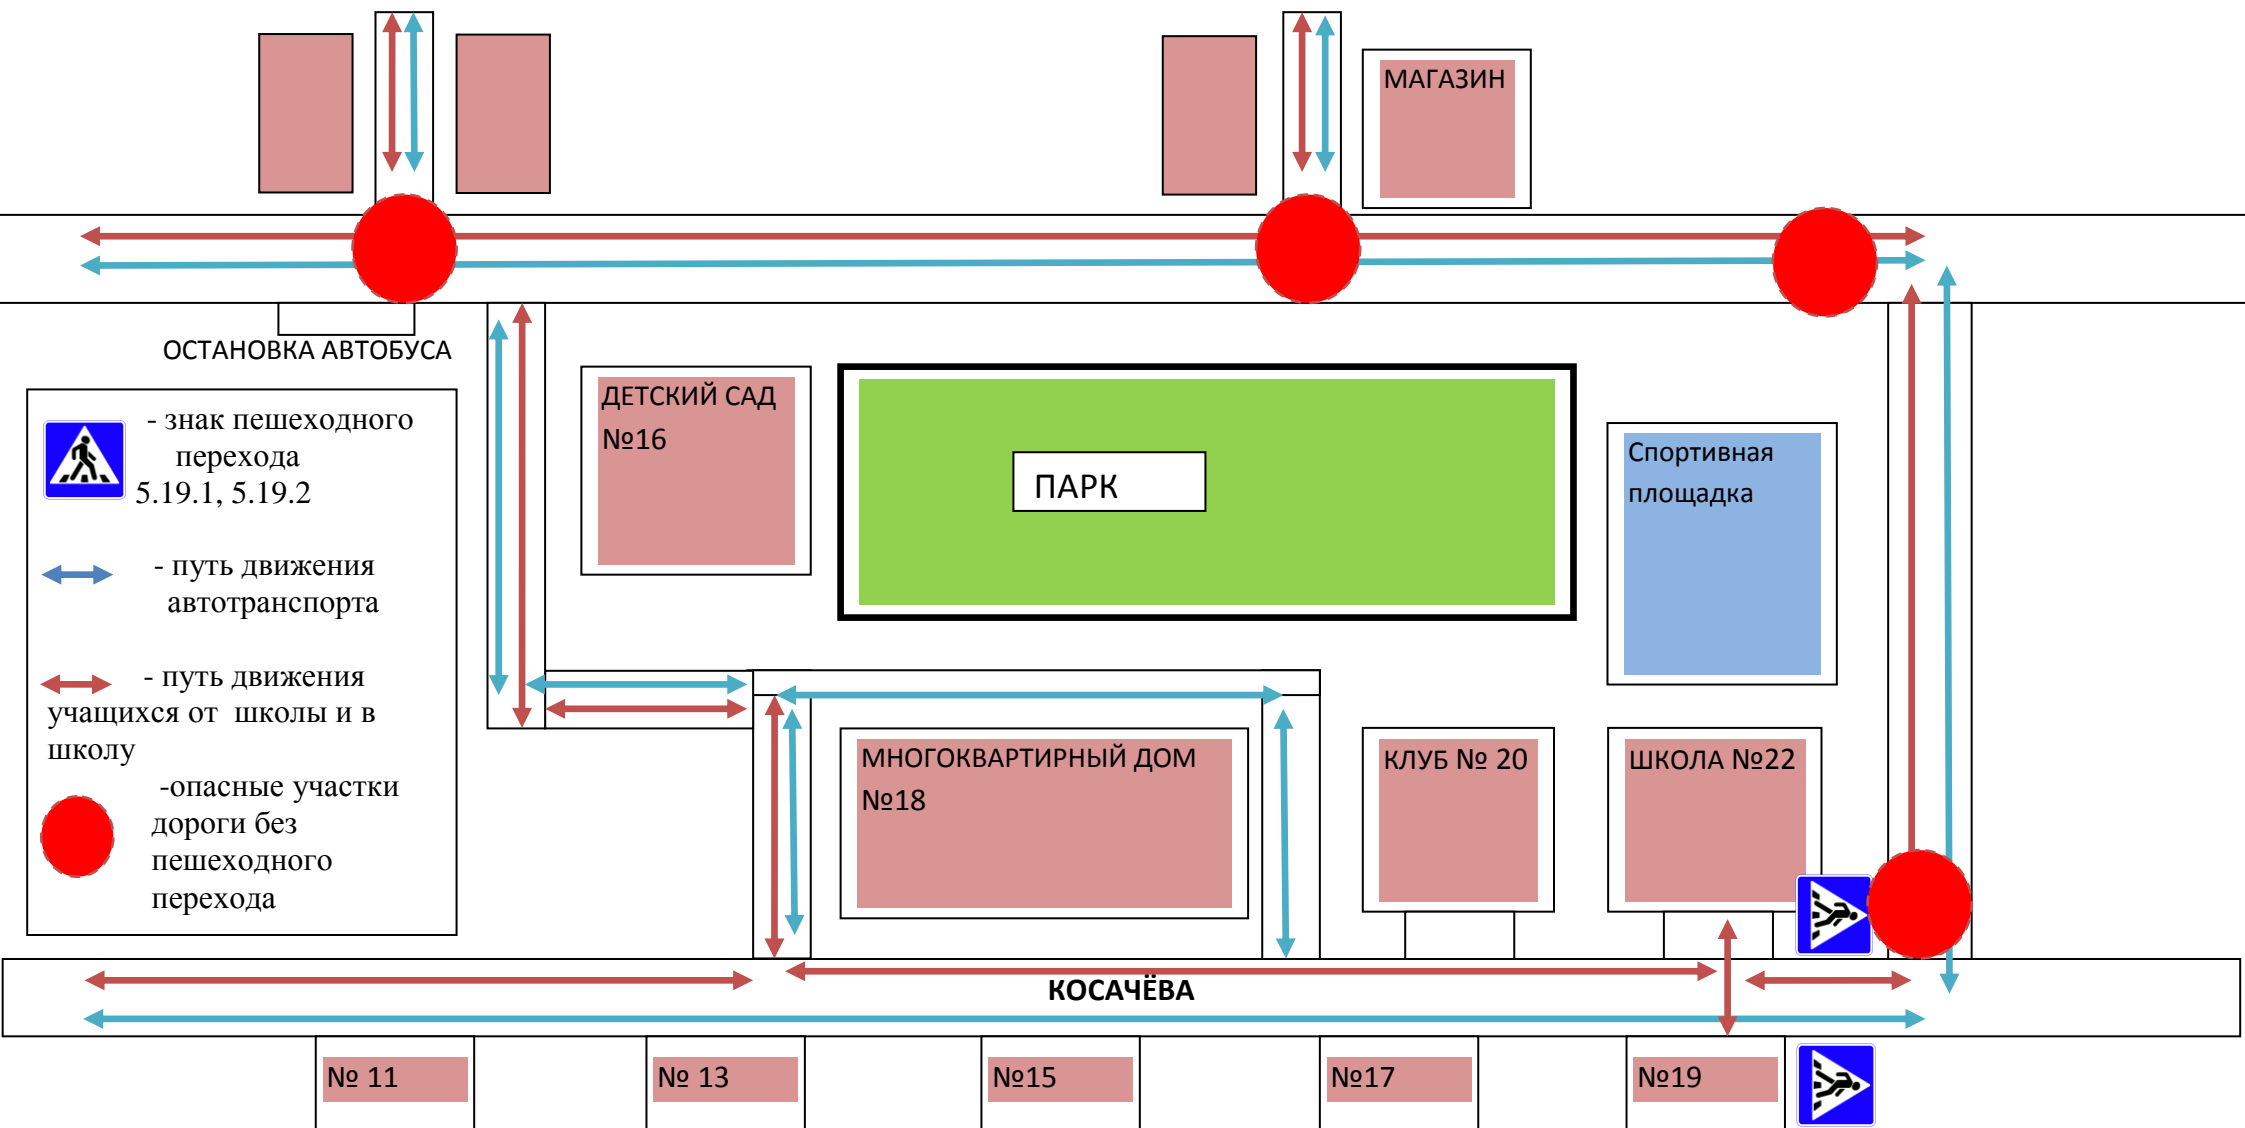 МАГАЗИН
ОСТАНОВКА АВТОБУСА
- знак пешеходного
перехода
5.19.1, 5.19.2
- путь движения
автотранспорта
- путь движения
учащихся от школы и в
школу
-опасные участки
дороги без
пешеходного
перехода
ДЕТСКИЙ САД
№16
ПАРК
Спортивная
площадка
МНОГОКВАРТИРНЫЙ ДОМ
№18
КЛУБ № 20
ШКОЛА №22
КОСАЧЁВА
№ 11
№ 13
№15
№17
№19